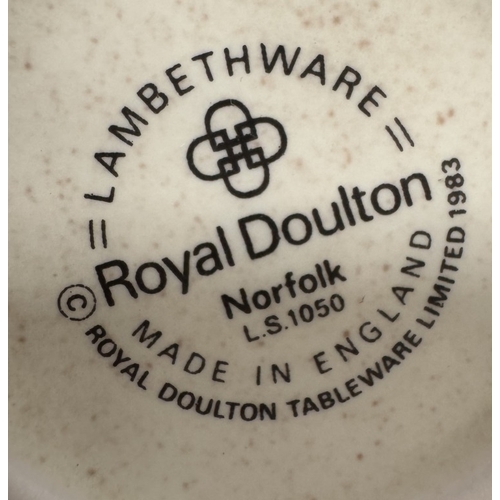 = LAMBETHWARE =
Royal Doulton
Norfolk
L.S.1050
MADE IN ENGLAND
© ROYAL DOULTON TABLEWARE LIMITED 1983